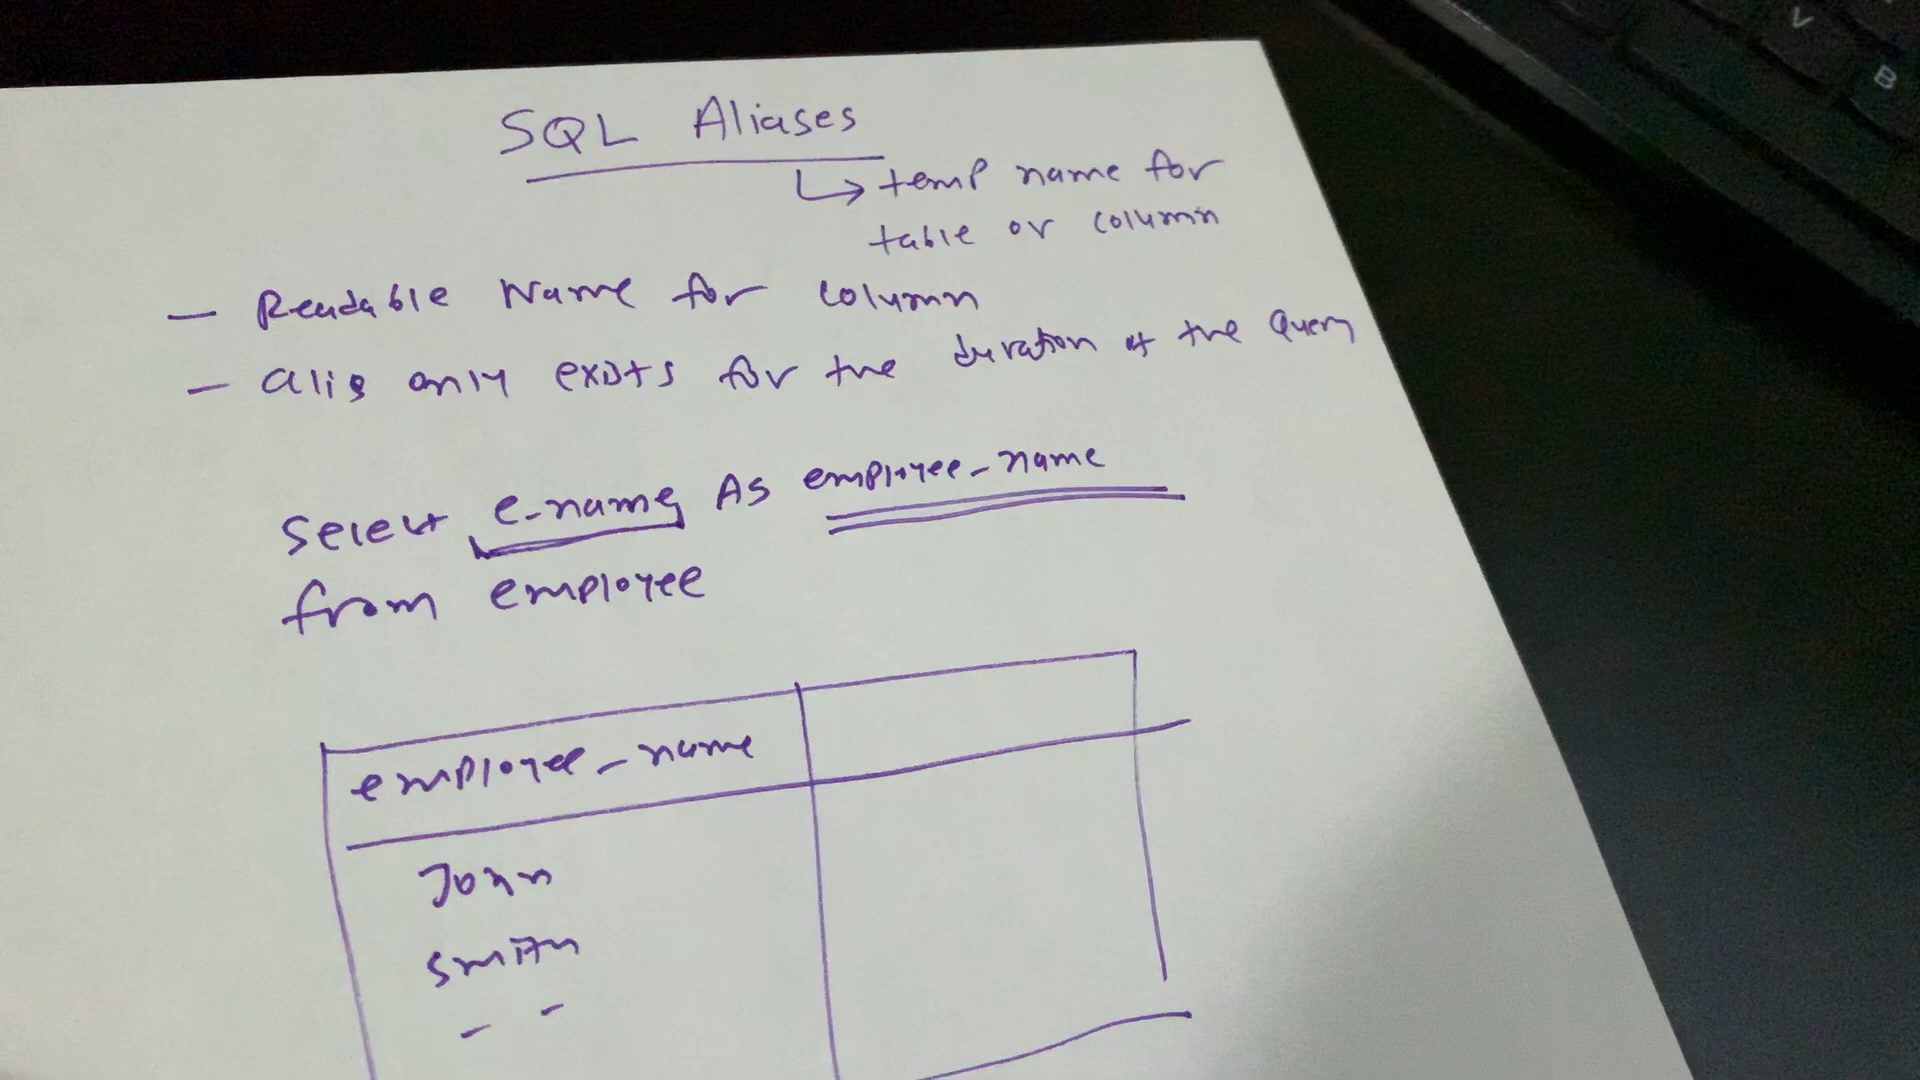 SQL Aliases
↳ temp name for
table or column
- Readable Name for column
- alis only exists for the duration of the Query
Select e-name As employee-name
from employee
employee-name
John
Smith
- -
V
B